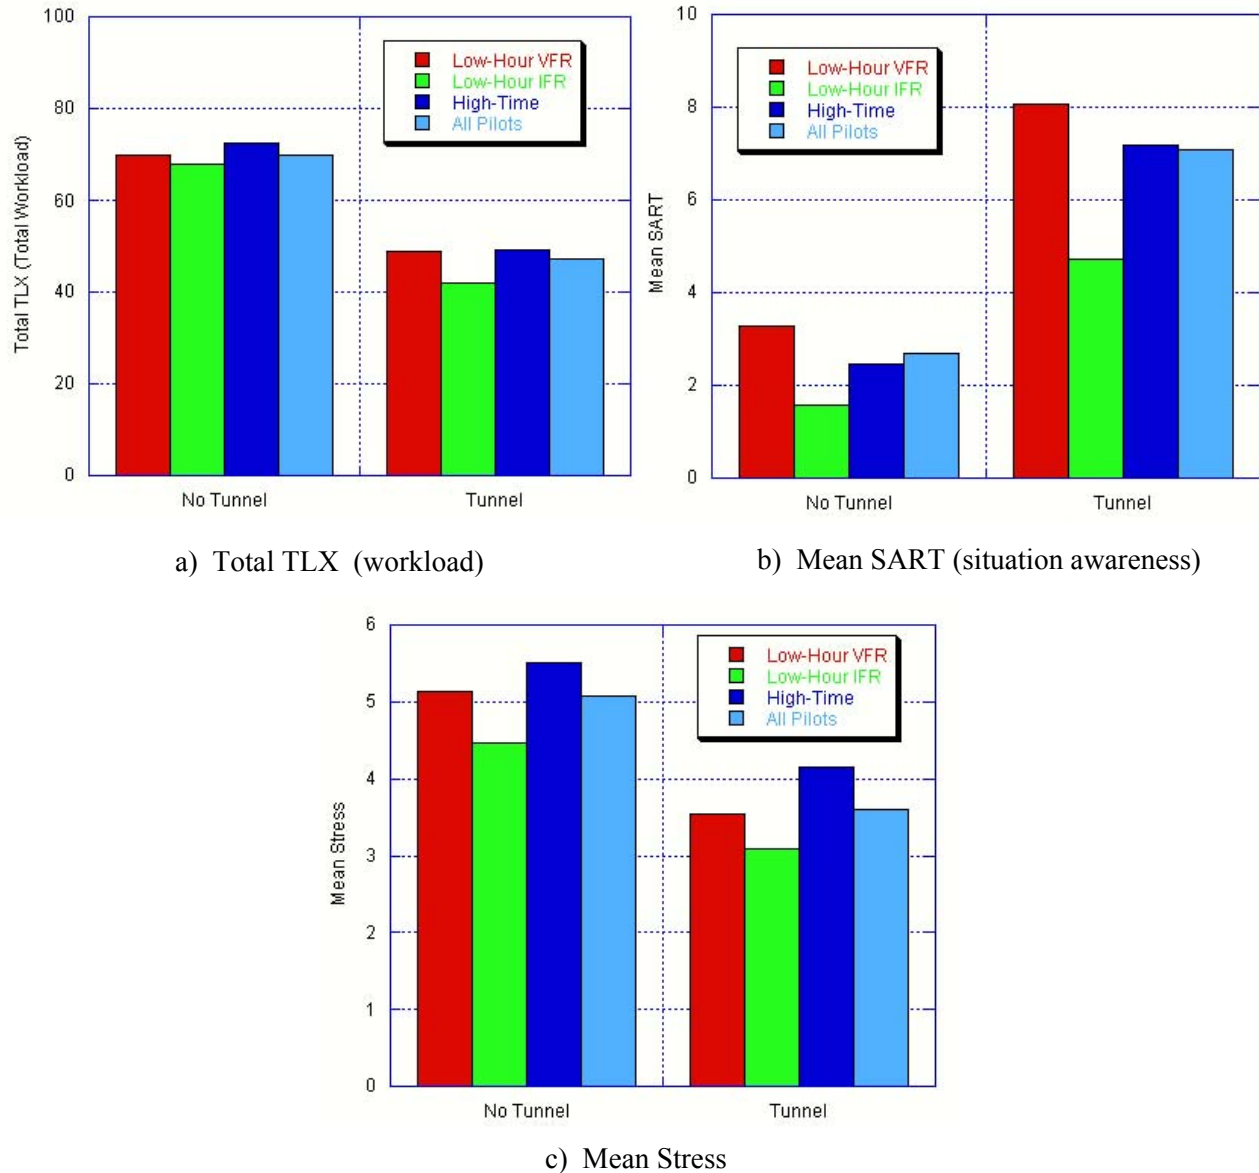 100
80
60
40
20
0
Total TLX (Total Workload)
Low-Hour VFR
Low-Hour IFR
High-Time
All Pilots
No Tunnel
Tunnel
a) Total TLX (workload)
10
8
6
4
2
0
Mean SART
Low-Hour VFR
Low-Hour IFR
High-Time
All Pilots
No Tunnel
Tunnel
b) Mean SART (situation awareness)
6
5
4
3
2
1
0
Mean Stress
Low-Hour VFR
Low-Hour IFR
High-Time
All Pilots
No Tunnel
Tunnel
c) Mean Stress